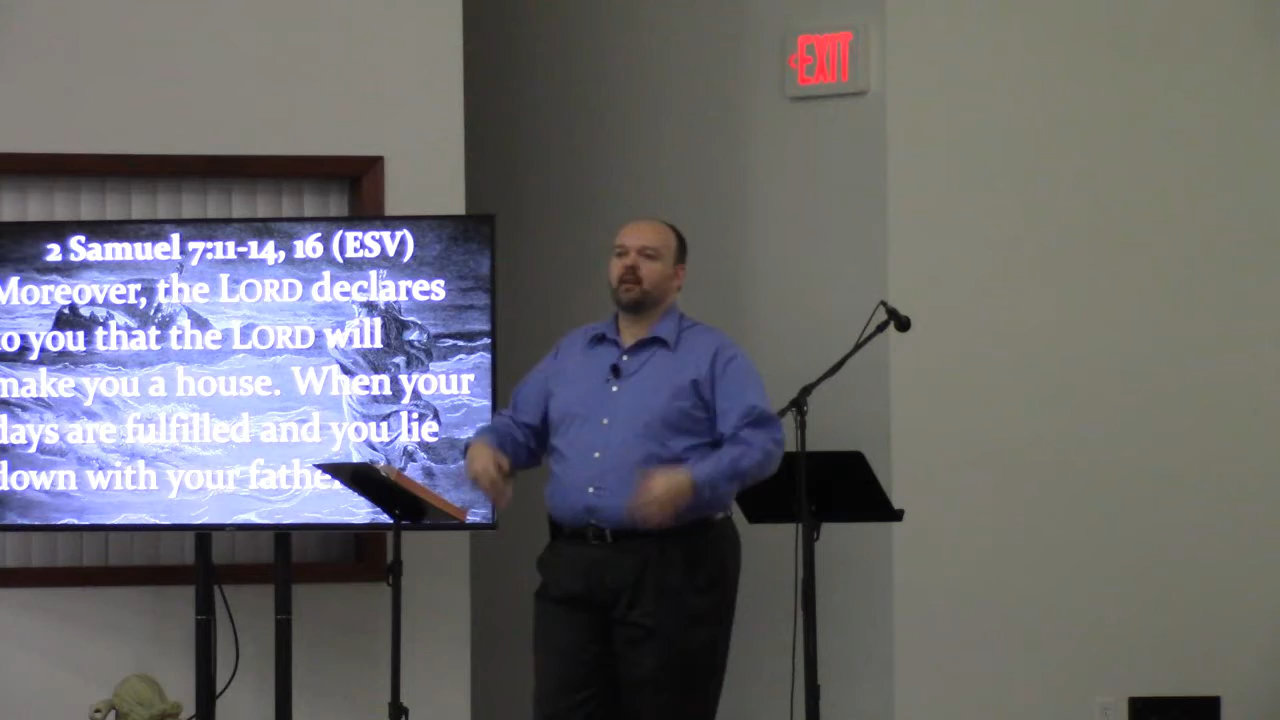 2 Samuel 7:11-14, 16 (ESV)
Moreover, the LORD declares
to you that the LORD will
make you a house. When your
days are fulfilled and you lie
down with your
EXIT